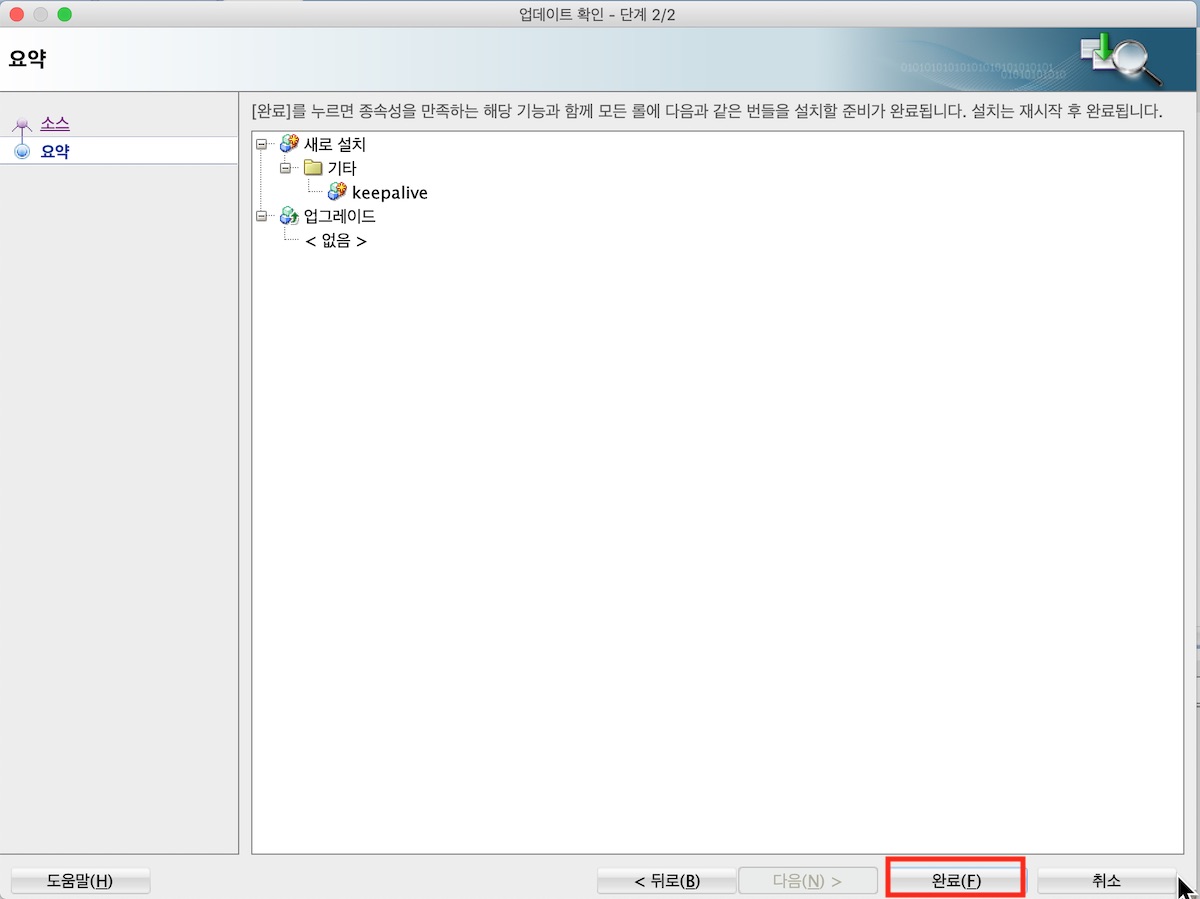 업데이트 확인 - 단계 2/2
요약
소스
요약
[완료]를 누르면 종속성을 만족하는 해당 기능과 함께 모든 롤에 다음과 같은 번들을 설치할 준비가 완료됩니다. 설치는 재시작 후 완료됩니다.
새로 설치
기타
keepalive
업그레이드
< 없음 >
도움말(H)
< 뒤로(B)
다음(N) >
완료(F)
취소